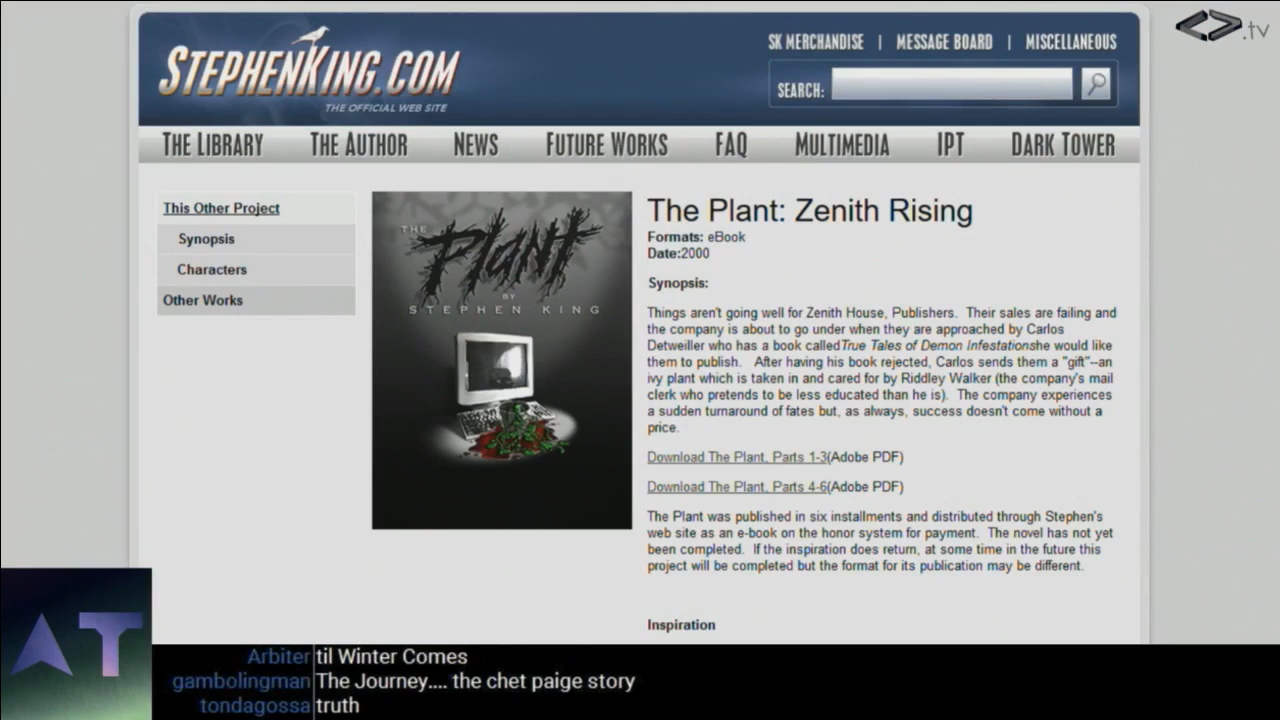 STEPHENKING.COM
THE OFFICIAL WEB SITE
SK MERCHANDISE | MESSAGE BOARD | MISCELLANEOUS
SEARCH:
<>.tv
THE LIBRARY THE AUTHOR NEWS FUTURE WORKS FAQ MULTIMEDIA IPT DARK TOWER
This Other Project
Synopsis
Characters
Other Works
THE
Plant
BY
STEPHEN KING
The Plant: Zenith Rising
Formats: eBook
Date:2000
Synopsis:
Things aren't going well for Zenith House, Publishers. Their sales are failing and
the company is about to go under when they are approached by Carlos
Detweiller who has a book calledTrue Tales of Demon Infestationshe would like
them to publish. After having his book rejected, Carlos sends them a "gift"--an
ivy plant which is taken in and cared for by Riddley Walker (the company's mail
clerk who pretends to be less educated than he is). The company experiences
a sudden turnaround of fates but, as always, success doesn't come without a
price.
Download The Plant, Parts 1-3(Adobe PDF)
Download The Plant, Parts 4-6(Adobe PDF)
The Plant was published in six installments and distributed through Stephen's
web site as an e-book on the honor system for payment. The novel has not yet
been completed. If the inspiration does return, at some time in the future this
project will be completed but the format for its publication may be different.
Inspiration
AT
Arbiter til Winter Comes
gambolingman The Journey.... the chet paige story
tondagossa truth